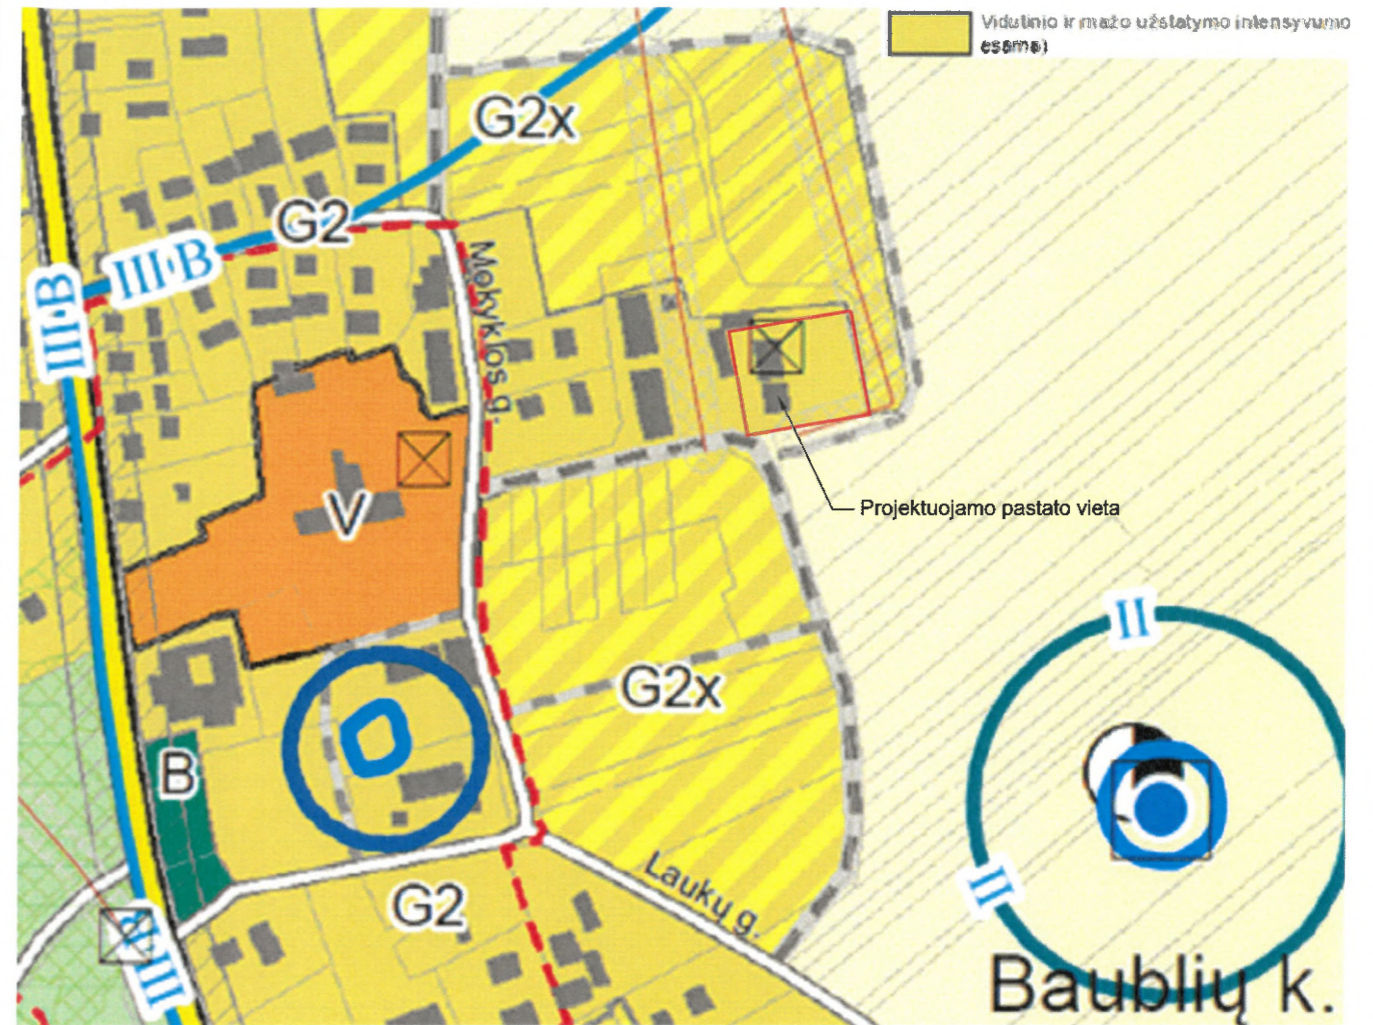 Vidutinio ir mažo užstatymo intensyvumo
esama)
G2x
G2
III B
III B
Mokyklos g.
V
Projektuojamo pastato vieta
II
G2x
B
II
G2
Laukų g.
III B
Baublių k.